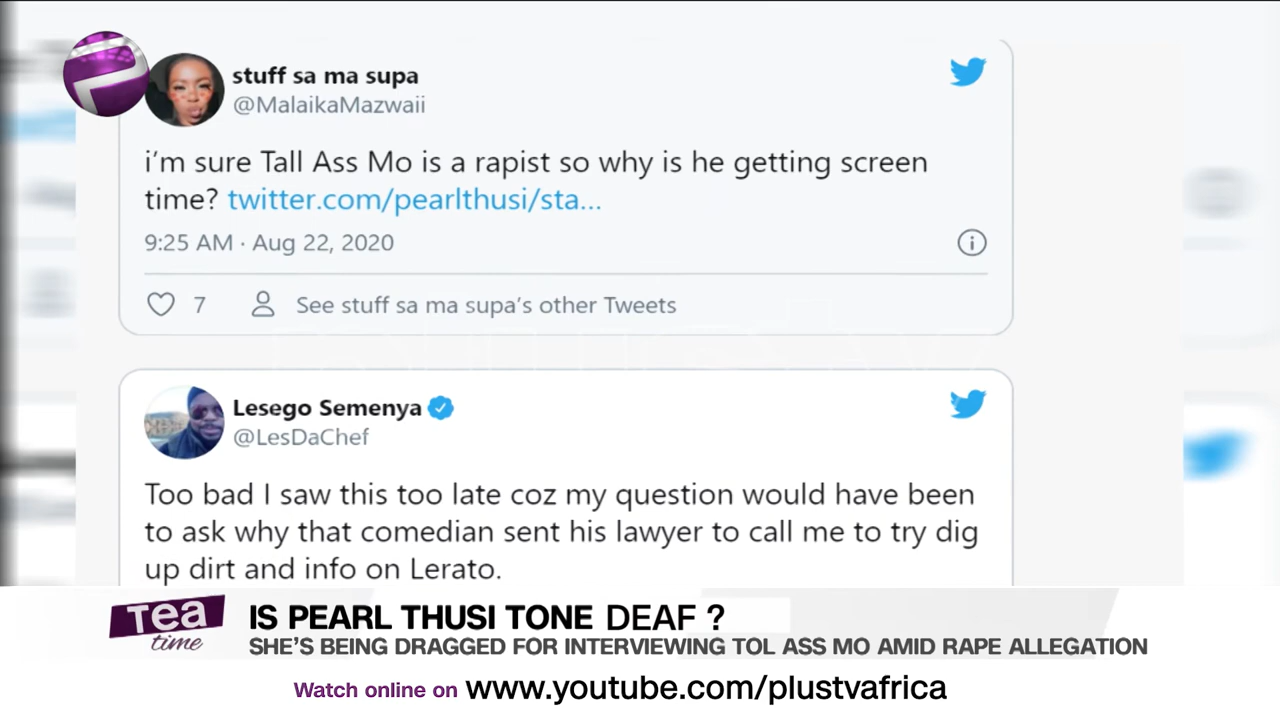 stuff sa ma supa
@MalaikaMazwaii
i'm sure Tall Ass Mo is a rapist so why is he getting screen
time? twitter.com/pearlthusi/sta...
9:25 AM · Aug 22, 2020
7 See stuff sa ma supa's other Tweets
Lesego Semenya
@LesDaChef
Too bad I saw this too late coz my question would have been
to ask why that comedian sent his lawyer to call me to try dig
up dirt and info on Lerato.
Tea
time
IS PEARL THUSI TONE DEAF ?
SHE'S BEING DRAGGED FOR INTERVIEWING TOL ASS MO AMID RAPE ALLEGATION
Watch online on www.youtube.com/plustvafrica